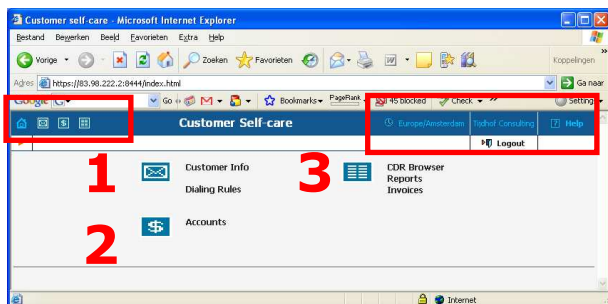 Customer self-care - Microsoft Internet Explorer
Bestand Bewerken Beeld Favorieten Extra Help
Vorige Zoeken Favorieten Koppelingen
Adres https://83.98.222.2:8444/index.html Ga naar
Google Go Bookmarks PageRank 45 blocked Check Setting
Customer Self-care Europe/Amsterdam Tijdhof Consulting Help
Logout
1 Customer Info 3 CDR Browser
Dialing Rules Reports
Invoices
2 Accounts
Internet